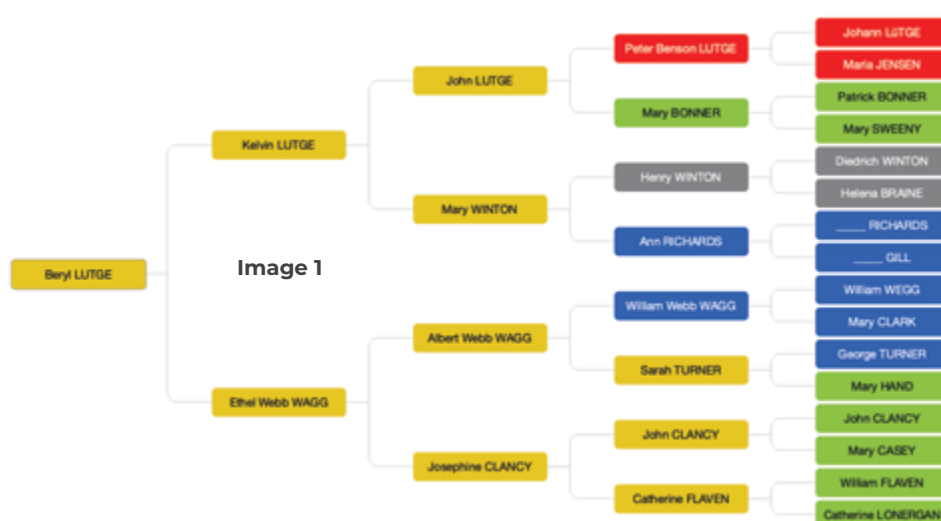 Johann LüTGE
Peter Benson LUTGE
Maria JENSEN
John LUTGE
Patrick BONNER
Mary BONNER
Mary SWEENY
Kelvin LUTGE
Diedrich WINTON
Henry WINTON
Helena BRAINE
Mary WINTON
_____ RICHARDS
Ann RICHARDS
_____ GILL
Beryl LUTGE
Image 1
William WEGG
William Webb WAGG
Mary CLARK
Albert Webb WAGG
George TURNER
Sarah TURNER
Mary HAND
Ethel Webb WAGG
John CLANCY
John CLANCY
Mary CASEY
Josephine CLANCY
William FLAVEN
Catherine FLAVEN
Catherine LONERGAN